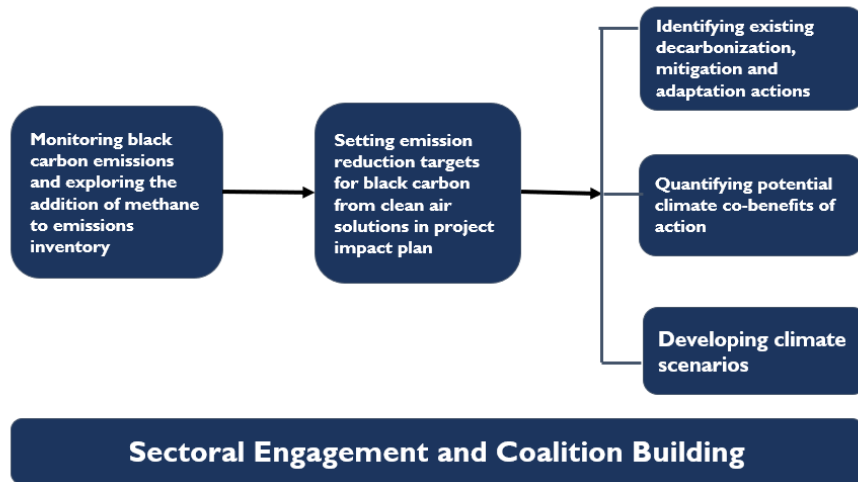 Monitoring black
carbon emissions
and exploring the
addition of methane
to emissions
inventory
Setting emission
reduction targets
for black carbon
from clean air
solutions in project
impact plan
Identifying existing
decarbonization,
mitigation and
adaptation actions
Quantifying potential
climate co-benefits of
action
Developing climate
scenarios
Sectoral Engagement and Coalition Building